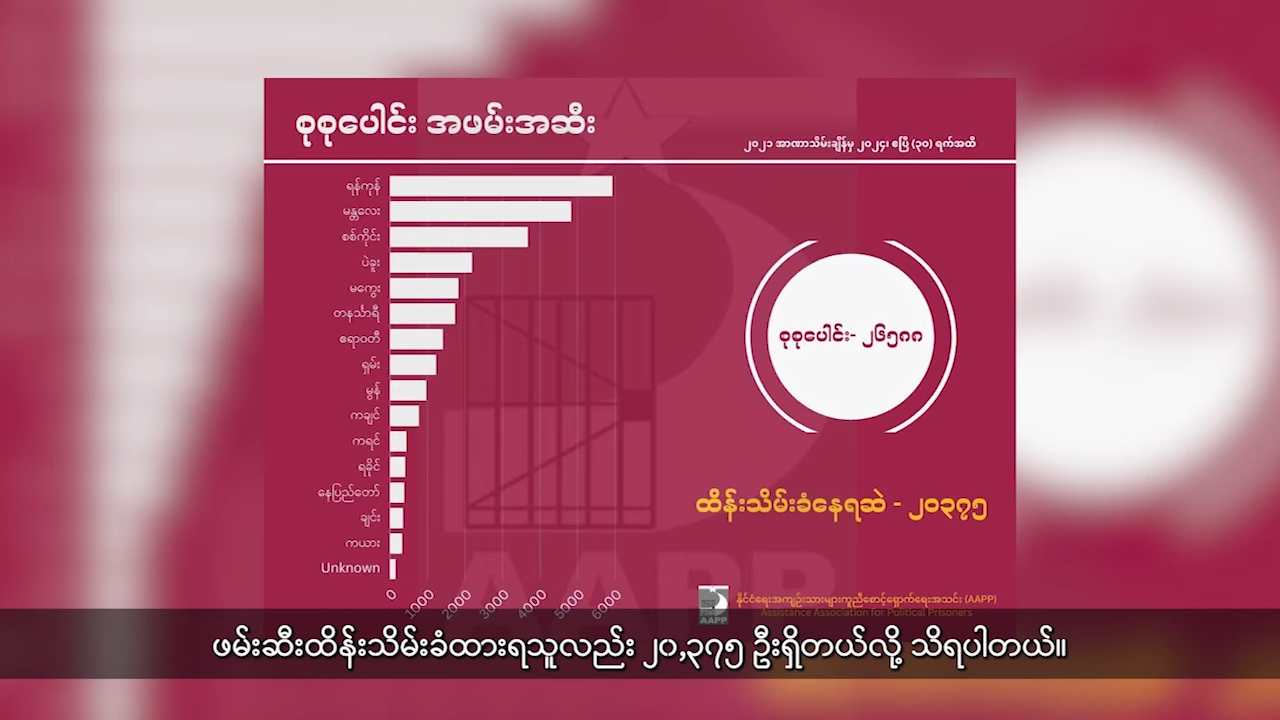 စုစုပေါင်း အဖမ်းအဆီး
၂၀၂၁ အာဏာသိမ်းချိန်မှ ၂၀၂၄၊ ဧပြီ (၃၀) ရက်အထိ
ရန်ကုန်
မန္တလေး
စစ်ကိုင်း
ပဲခူး
မကွေး
တနင်္သာရီ
ဧရာဝတီ
ရှမ်း
မွန်
ကချင်
ကရင်
ရခိုင်
နေပြည်တော်
ချင်း
ကယား
Unknown
0 1000 2000 3000 4000 5000 6000
စုစုပေါင်း- ၂၆၅၈၈
ထိန်းသိမ်းခံနေရဆဲ - ၂၀၃၇၅
AAPP
AAPP
နိုင်ငံရေးအကျဉ်းသားများကူညီစောင့်ရှောက်ရေးအသင်း (AAPP)
Assistance Association for Political Prisoners
ဖမ်းဆီးထိန်းသိမ်းခံထားရသူလည်း ၂၀,၃၇၅ ဦးရှိတယ်လို့ သိရပါတယ်။